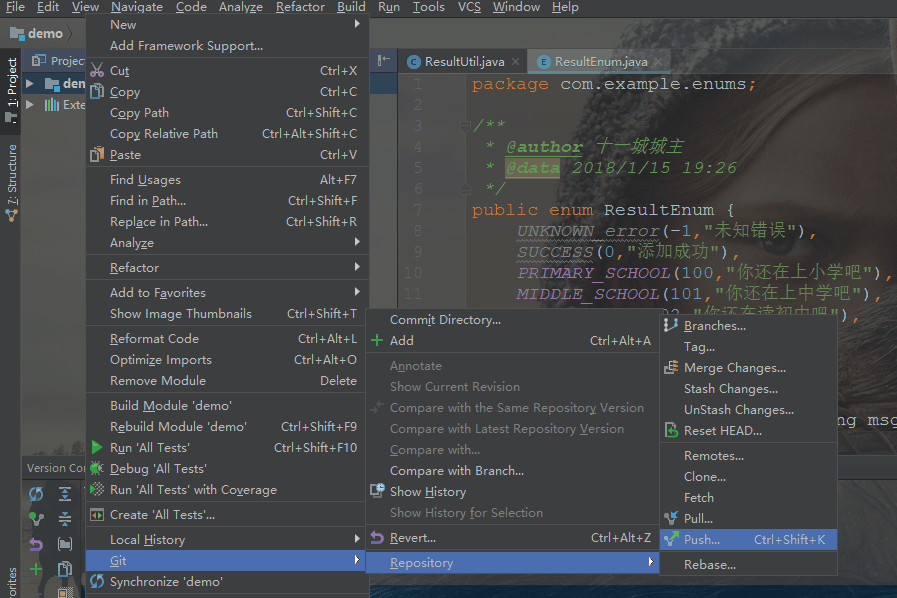 File Edit View Navigate Code Analyze Refactor Build Run Tools VCS Window Help
demo
1: Project
Projec
dem
Exte
7: Structure
Version Co
orites
New
Add Framework Support...
Cut Ctrl+X
Copy Ctrl+C
Copy Path Ctrl+Shift+C
Copy Relative Path Ctrl+Alt+Shift+C
Paste Ctrl+V
Find Usages Alt+F7
Find in Path... Ctrl+Shift+F
Replace in Path... Ctrl+Shift+R
Analyze
Refactor
Add to Favorites
Show Image Thumbnails Ctrl+Shift+T
Reformat Code Ctrl+Alt+L
Optimize Imports Ctrl+Alt+O
Remove Module Delete
Build Module 'demo'
Rebuild Module 'demo' Ctrl+Shift+F9
Run 'All Tests' Ctrl+Shift+F10
Debug 'All Tests'
Run 'All Tests' with Coverage
Create 'All Tests'...
Local History
Git
Synchronize 'demo'
ResultUtil.java
ResultEnum.java
1 package com.example.enums;
2
3 /**
4 * @author 十一城城主
5 * @data 2018/1/15 19:26
6 */
7 public enum ResultEnum {
8 UNKNOWN_error(-1,"未知错误"),
9 SUCCESS(0,"添加成功"),
10 PRIMARY_SCHOOL(100,"你还在上小学吧"),
11 MIDDLE_SCHOOL(101,"你还在上中学吧"),
"你还在读初中吧"),
ng msg
Commit Directory...
Add Ctrl+Alt+A
Annotate
Show Current Revision
Compare with the Same Repository Version
Compare with Latest Repository Version
Compare with...
Compare with Branch...
Show History
Show History for Selection
Revert... Ctrl+Alt+Z
Repository
Branches...
Tag...
Merge Changes...
Stash Changes...
UnStash Changes...
Reset HEAD...
Remotes...
Clone...
Fetch
Pull...
Push... Ctrl+Shift+K
Rebase...